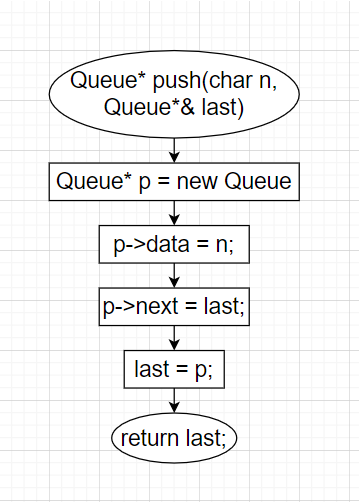 Queue* push(char n,
Queue*& last)
Queue* p = new Queue
p->data = n;
p->next = last;
last = p;
return last;